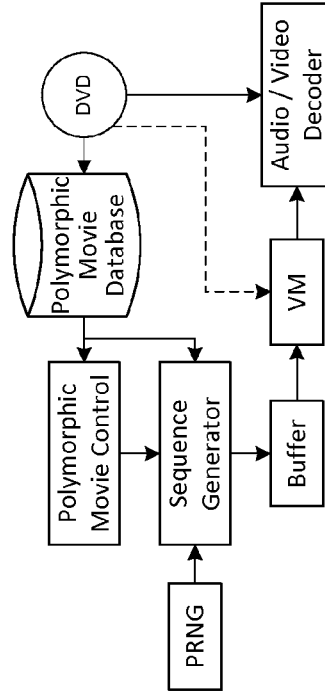 DVD
Polymorphic
Movie
Database
Polymorphic
Movie Control
Sequence
Generator
PRNG
Buffer
VM
Audio / Video
Decoder